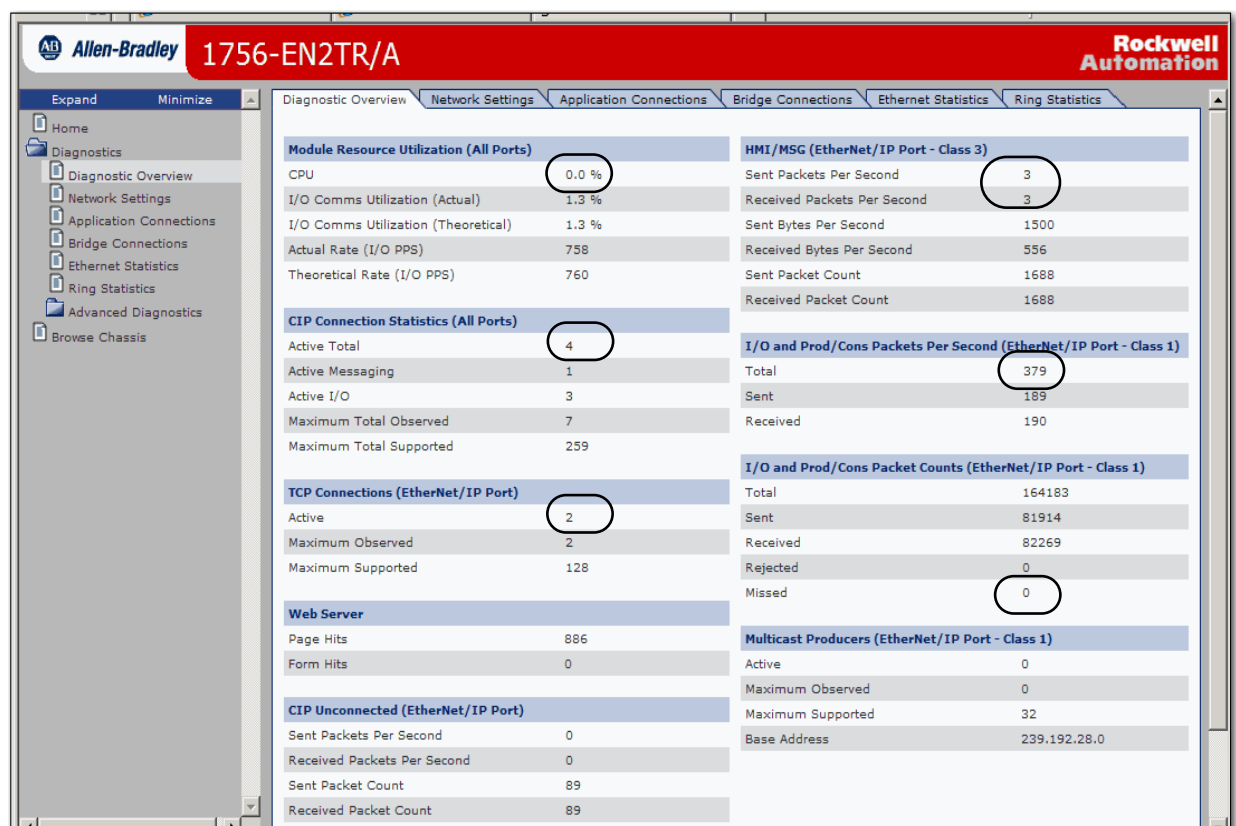 AB Allen-Bradley 1756-EN2TR/A
Rockwell
Automation
Expand Minimize
Home
Diagnostics
Diagnostic Overview
Network Settings
Application Connections
Bridge Connections
Ethernet Statistics
Ring Statistics
Advanced Diagnostics
Browse Chassis
Diagnostic Overview Network Settings Application Connections Bridge Connections Ethernet Statistics Ring Statistics
Module Resource Utilization (All Ports)
CPU 0.0 %
I/O Comms Utilization (Actual) 1.3 %
I/O Comms Utilization (Theoretical) 1.3 %
Actual Rate (I/O PPS) 758
Theoretical Rate (I/O PPS) 760
CIP Connection Statistics (All Ports)
Active Total 4
Active Messaging 1
Active I/O 3
Maximum Total Observed 7
Maximum Total Supported 259
TCP Connections (EtherNet/IP Port)
Active 2
Maximum Observed 2
Maximum Supported 128
Web Server
Page Hits 886
Form Hits 0
CIP Unconnected (EtherNet/IP Port)
Sent Packets Per Second 0
Received Packets Per Second 0
Sent Packet Count 89
Received Packet Count 89
HMI/MSG (EtherNet/IP Port - Class 3)
Sent Packets Per Second 3
Received Packets Per Second 3
Sent Bytes Per Second 1500
Received Bytes Per Second 556
Sent Packet Count 1688
Received Packet Count 1688
I/O and Prod/Cons Packets Per Second (EtherNet/IP Port - Class 1)
Total 379
Sent 189
Received 190
I/O and Prod/Cons Packet Counts (EtherNet/IP Port - Class 1)
Total 164183
Sent 81914
Received 82269
Rejected 0
Missed 0
Multicast Producers (EtherNet/IP Port - Class 1)
Active 0
Maximum Observed 0
Maximum Supported 32
Base Address 239.192.28.0